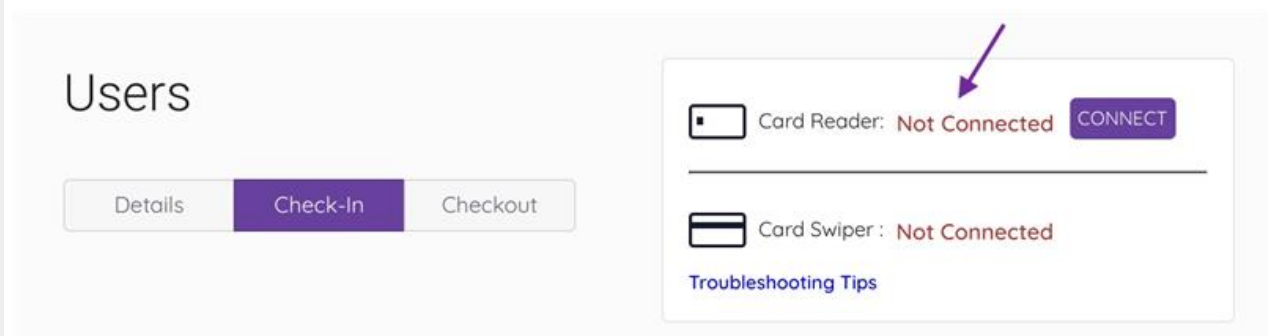 Users
Details Check-In Checkout
Card Reader: Not Connected CONNECT
Card Swiper : Not Connected
Troubleshooting Tips